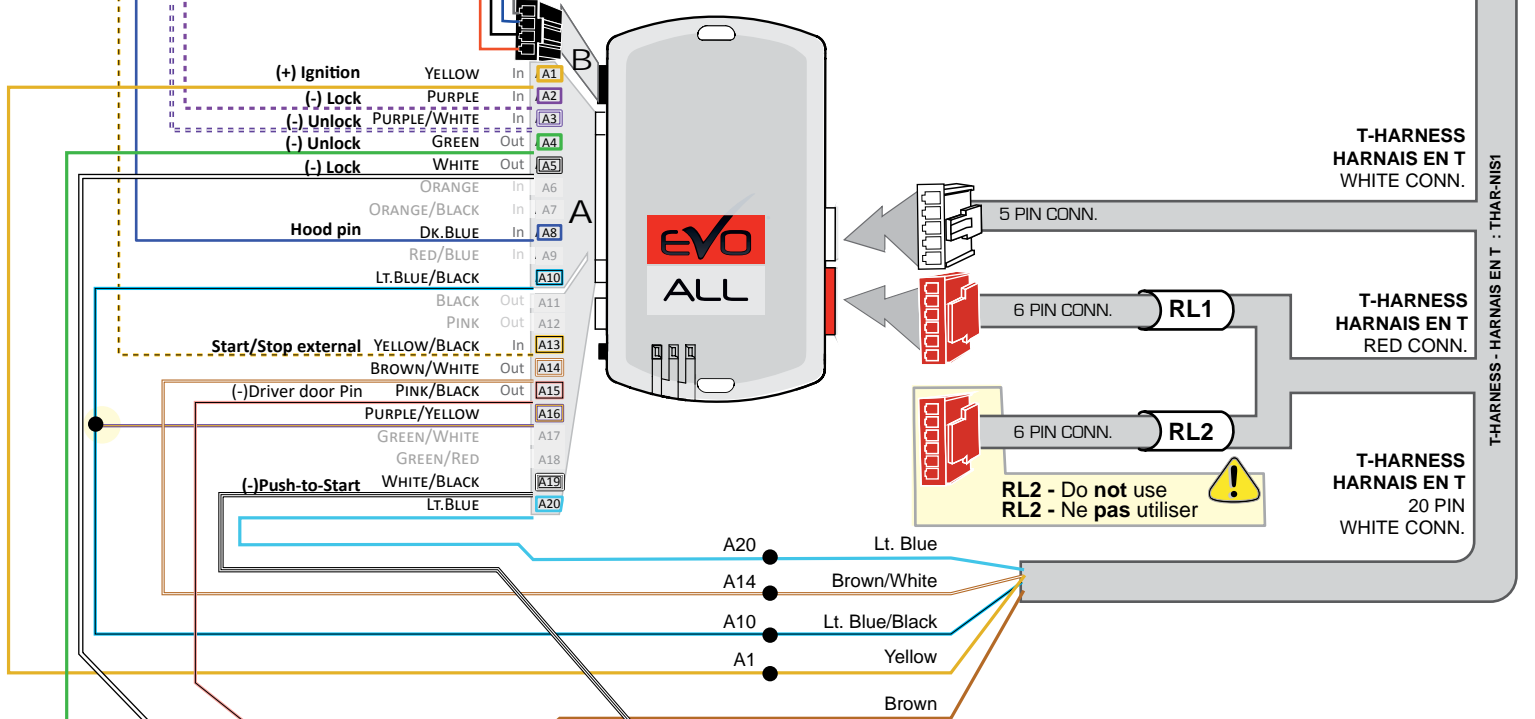 B
(+) Ignition YELLOW In A1
(-) Lock PURPLE In A2
(-) Unlock PURPLE/WHITE In A3
(-) Unlock GREEN Out A4
(-) Lock WHITE Out A5
ORANGE In A6
ORANGE/BLACK In A7
A
Hood pin DK.BLUE In A8
RED/BLUE In A9
LT.BLUE/BLACK A10
BLACK Out A11
PINK Out A12
Start/Stop external YELLOW/BLACK In A13
BROWN/WHITE Out A14
(-)Driver door Pin PINK/BLACK Out A15
PURPLE/YELLOW A16
GREEN/WHITE A17
GREEN/RED A18
(-)Push-to-Start WHITE/BLACK A19
LT.BLUE A20
EVO
ALL
T-HARNESS
HARNAIS EN T
WHITE CONN.
5 PIN CONN.
6 PIN CONN. RL1
T-HARNESS
HARNAIS EN T
RED CONN.
6 PIN CONN. RL2
RL2 - Do not use
RL2 - Ne pas utiliser
T-HARNESS
HARNAIS EN T
20 PIN
WHITE CONN.
T-HARNESS - HARNAIS EN T : THAR-NIS1
A20 Lt. Blue
A14 Brown/White
A10 Lt. Blue/Black
A1 Yellow
Brown